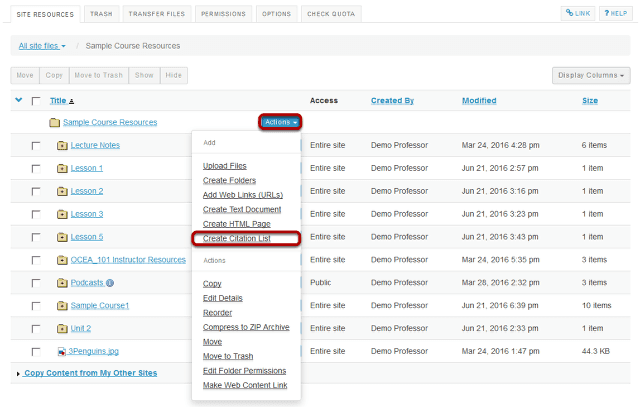 SITE RESOURCES TRASH TRANSFER FILES PERMISSIONS OPTIONS CHECK QUOTA LINK ? HELP
All site files / Sample Course Resources
Move Copy Move to Trash Show Hide Display Columns
Title Access Created By Modified Size
Sample Course Resources Actions
Add
Lecture Notes Entire site Demo Professor Mar 24, 2016 4:28 pm 6 items
Upload Files
Lesson 1 Entire site Demo Professor Jun 21, 2016 2:57 pm 1 item
Create Folders
Lesson 2 Entire site Demo Professor Jun 21, 2016 3:16 pm 1 item
Add Web Links (URLs)
Create Text Document
Lesson 3 Entire site Demo Professor Jun 21, 2016 3:23 pm 1 item
Create HTML Page
Lesson 5 Entire site Demo Professor Jun 21, 2016 3:43 pm 1 item
Create Citation List
OCEA_101 Instructor Resources Entire site Demo Professor Mar 24, 2016 5:35 pm 3 items
Actions
Podcasts Public Demo Professor Mar 28, 2016 2:32 pm 3 items
Copy
Edit Details
Sample Course1 Entire site Demo Professor Jun 21, 2016 6:39 pm 10 items
Reorder
Unit 2 Entire site Demo Professor Jun 21, 2016 2:33 pm 1 item
Compress to ZIP Archive
Move
3Penguins.jpg Entire site Demo Professor Mar 24, 2016 1:47 pm 44.3 KB
Move to Trash
Edit Folder Permissions
Copy Content from My Other Sites
Make Web Content Link